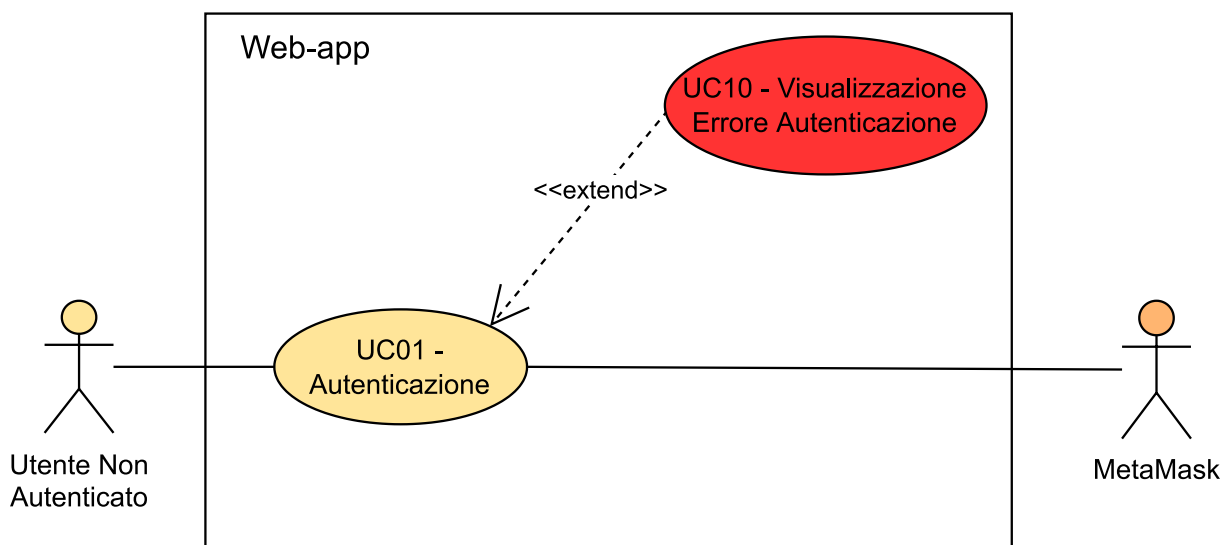 Web-app
UC10 - Visualizzazione
Errore Autenticazione
<<extend>>
UC01 -
Autenticazione
Utente Non
Autenticato
MetaMask